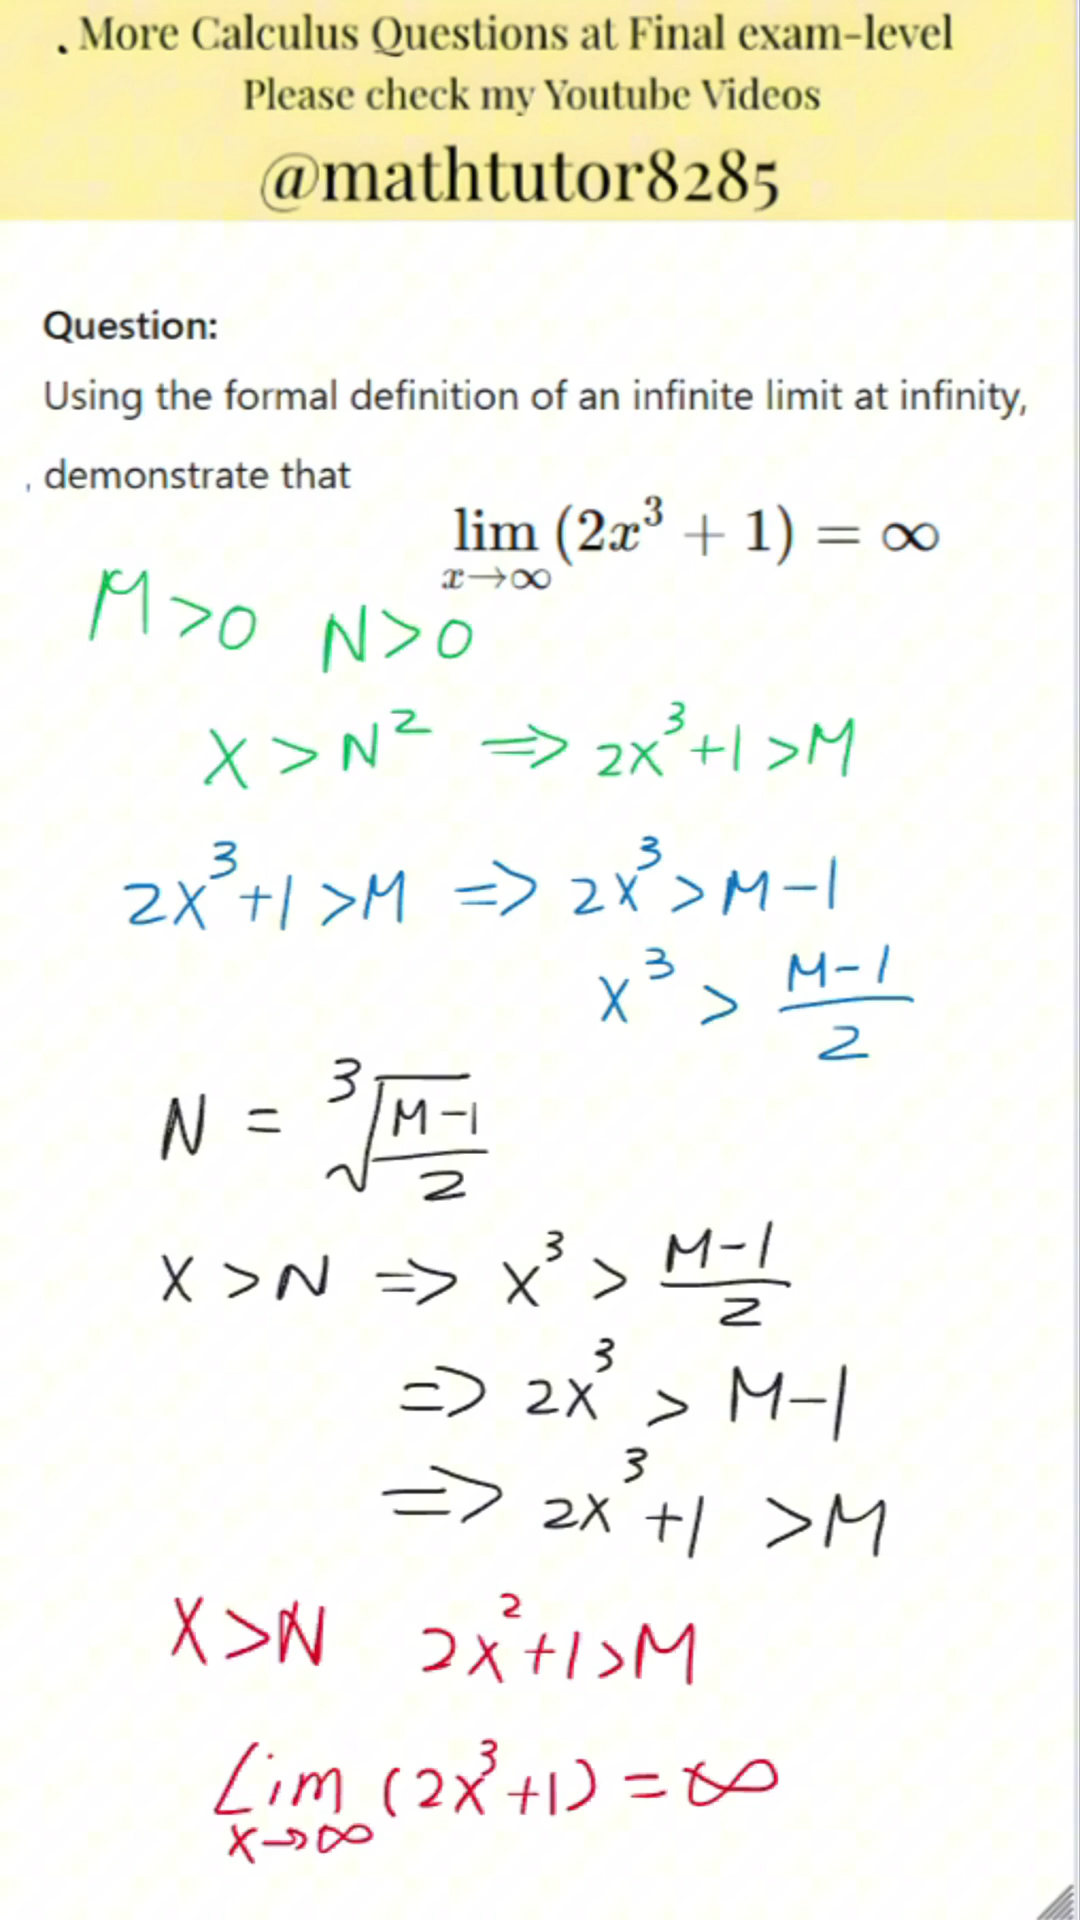 . More Calculus Questions at Final exam-level
Please check my Youtube Videos
@mathtutor8285
Question:
Using the formal definition of an infinite limit at infinity,
, demonstrate that
lim (2x³ + 1) = ∞
x→∞
M>0 N>0
X > N² => 2x³+1 >M
2x³+1 >M => 2x³>M-1
x³ > (M-1)/2
N = ∛((M-1)/2)
X >N => x³ > (M-1)/2
=> 2x³ > M-1
=> 2x³+1 >M
X>N 2x²+1>M
Lim (2x³+1) = ∞
x→∞